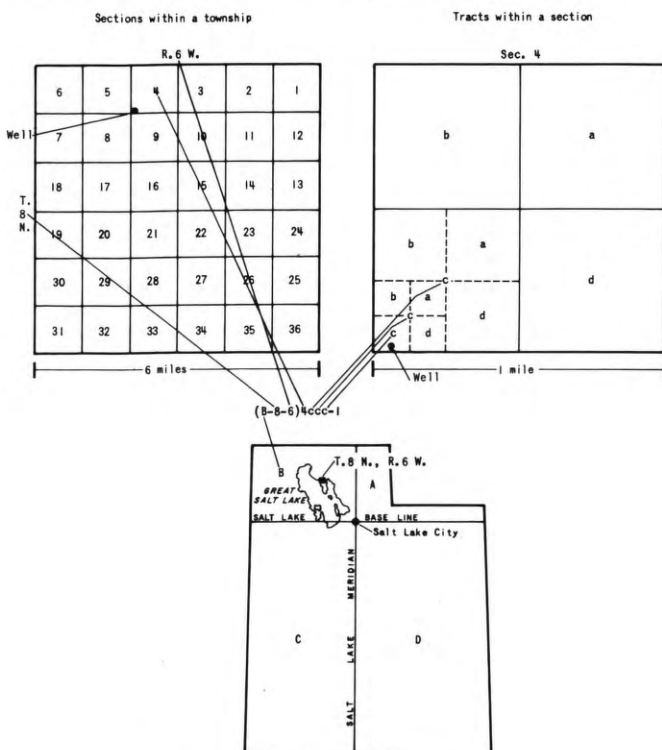 Sections within a township
Tracts within a section
R.6 W.
Sec. 4
6 5 4 3 2 1
Well
7 8 9 10 11 12
18 17 16 15 14 13
T.
8
N.
19 20 21 22 23 24
30 29 28 27 26 25
31 32 33 34 35 36
6 miles
b a
b a
c
d
b a
c
d
c d
Well
1 mile
(B-8-6)4ccc-1
B
T.8 N., R.6 W.
A
GREAT
SALT LAKE
SALT LAKE BASE LINE
Salt Lake City
C
D
SALT LAKE MERIDIAN